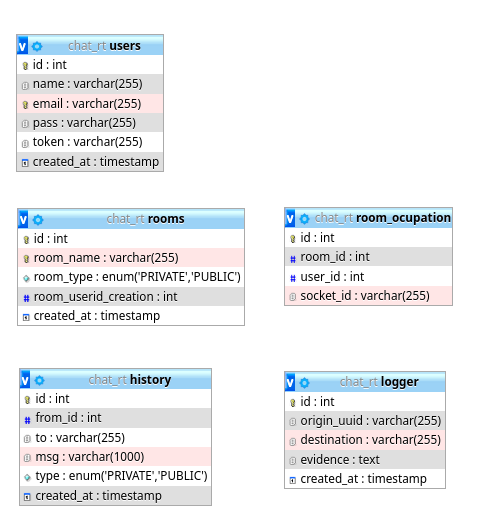 v chat_rt users
id : int
name : varchar(255)
email : varchar(255)
pass : varchar(255)
token : varchar(255)
created_at : timestamp
v chat_rt rooms
id : int
room_name : varchar(255)
room_type : enum('PRIVATE','PUBLIC')
# room_userid_creation : int
created_at : timestamp
v chat_rt room_ocupation
id : int
# room_id : int
# user_id : int
socket_id : varchar(255)
v chat_rt history
id : int
# from_id : int
to : varchar(255)
msg : varchar(1000)
type : enum('PRIVATE','PUBLIC')
created_at : timestamp
v chat_rt logger
id : int
origin_uuid : varchar(255)
destination : varchar(255)
evidence : text
created_at : timestamp